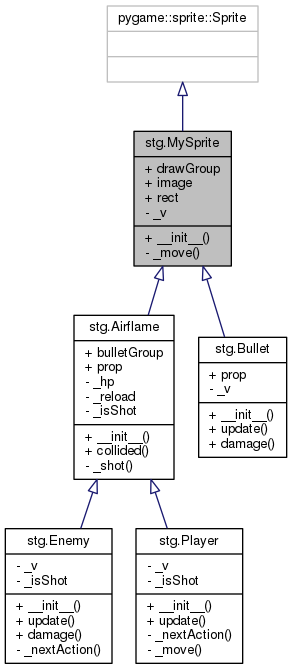 pygame::sprite::Sprite
stg.MySprite
+ drawGroup
+ image
+ rect
- _v
+ __init__()
- _move()
stg.Airflame
+ bulletGroup
+ prop
- _hp
- _reload
- _isShot
+ __init__()
+ collided()
- _shot()
stg.Bullet
+ prop
- _v
+ __init__()
+ update()
+ damage()
stg.Enemy
- _v
- _isShot
+ __init__()
+ update()
+ damage()
- _nextAction()
stg.Player
- _v
- _isShot
+ __init__()
+ update()
- _nextAction()
- _move()